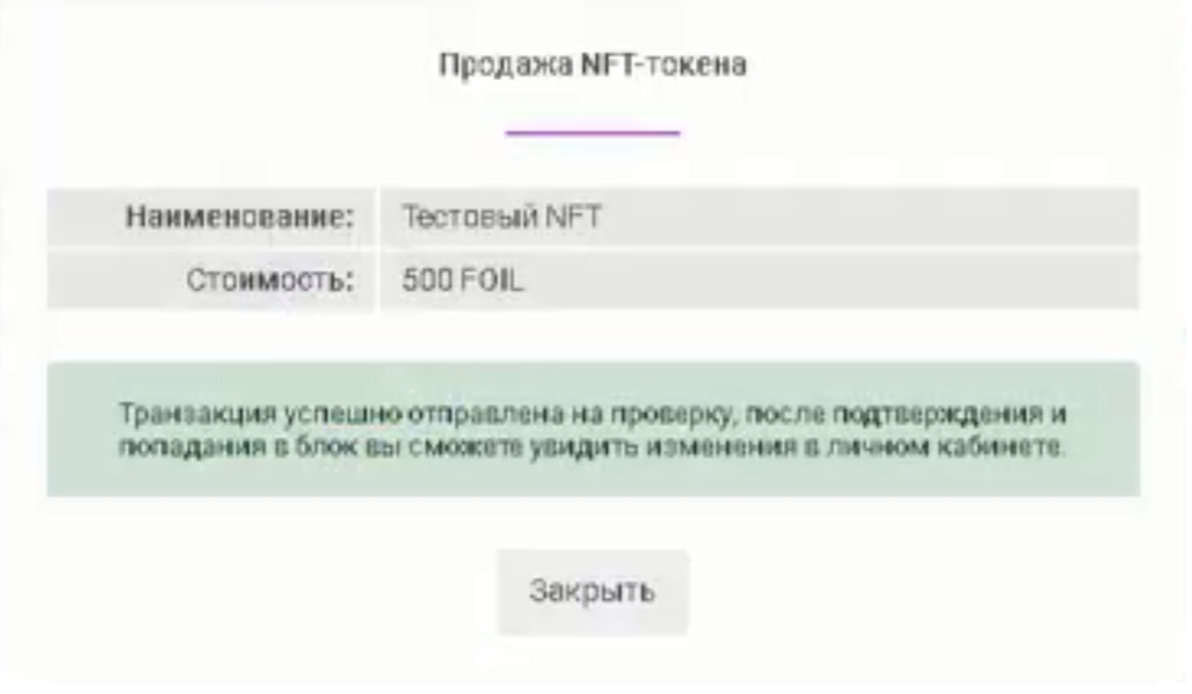 Продажа NFT-токена
Наименование: Тестовый NFT
Стоимость: 500 FOIL
Транзакция успешно отправлена на проверку, после подтверждения и
попадания в блок вы сможете увидить изменения в личном кабинете.
Закрыть